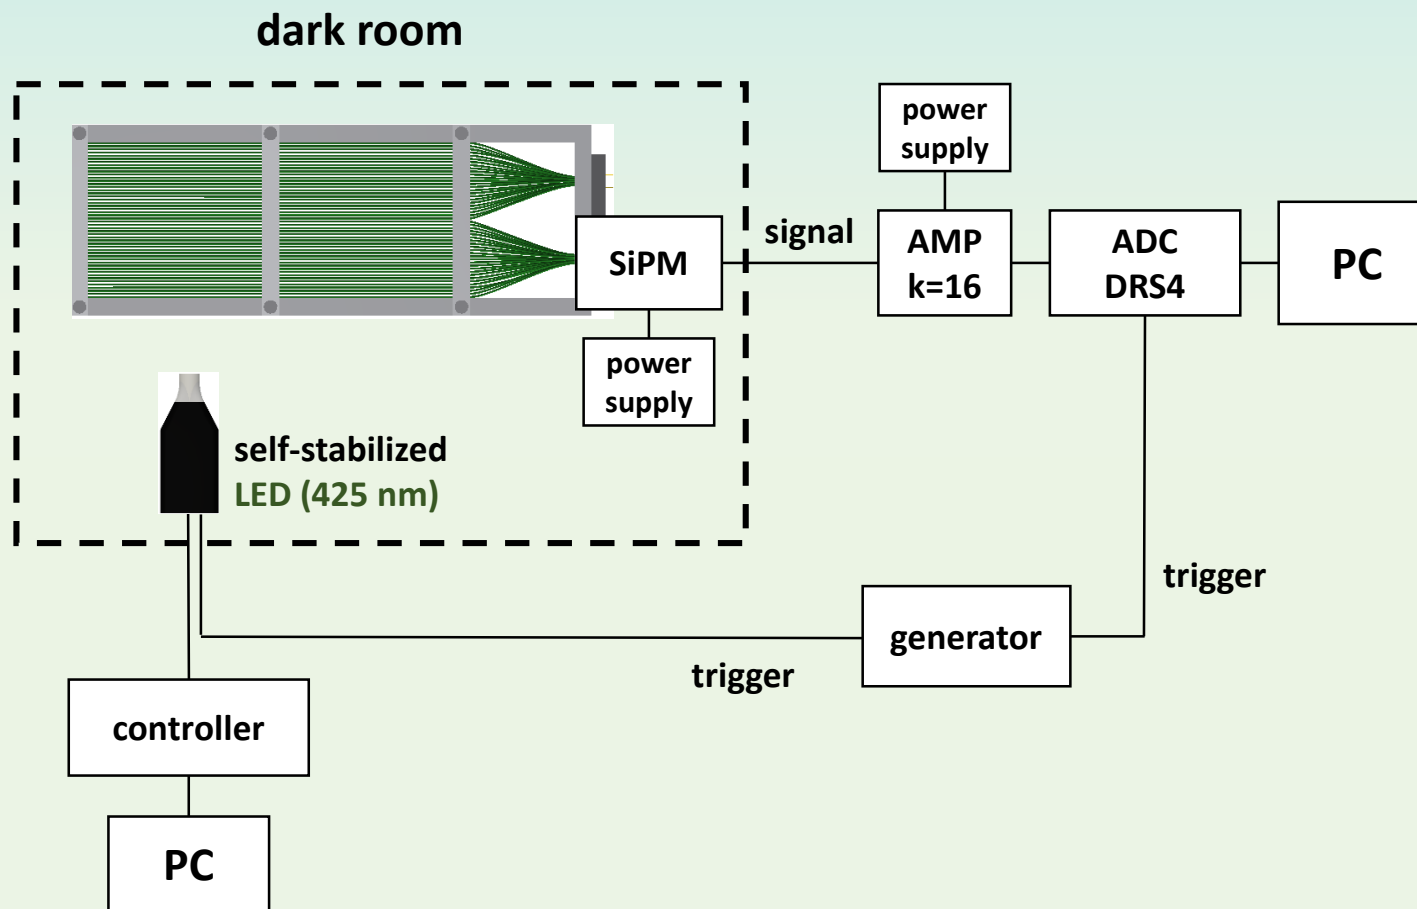 dark room
power
supply
signal
AMP
k=16
ADC
DRS4
PC
SiPM
power
supply
self-stabilized
LED (425 nm)
trigger
generator
trigger
controller
PC